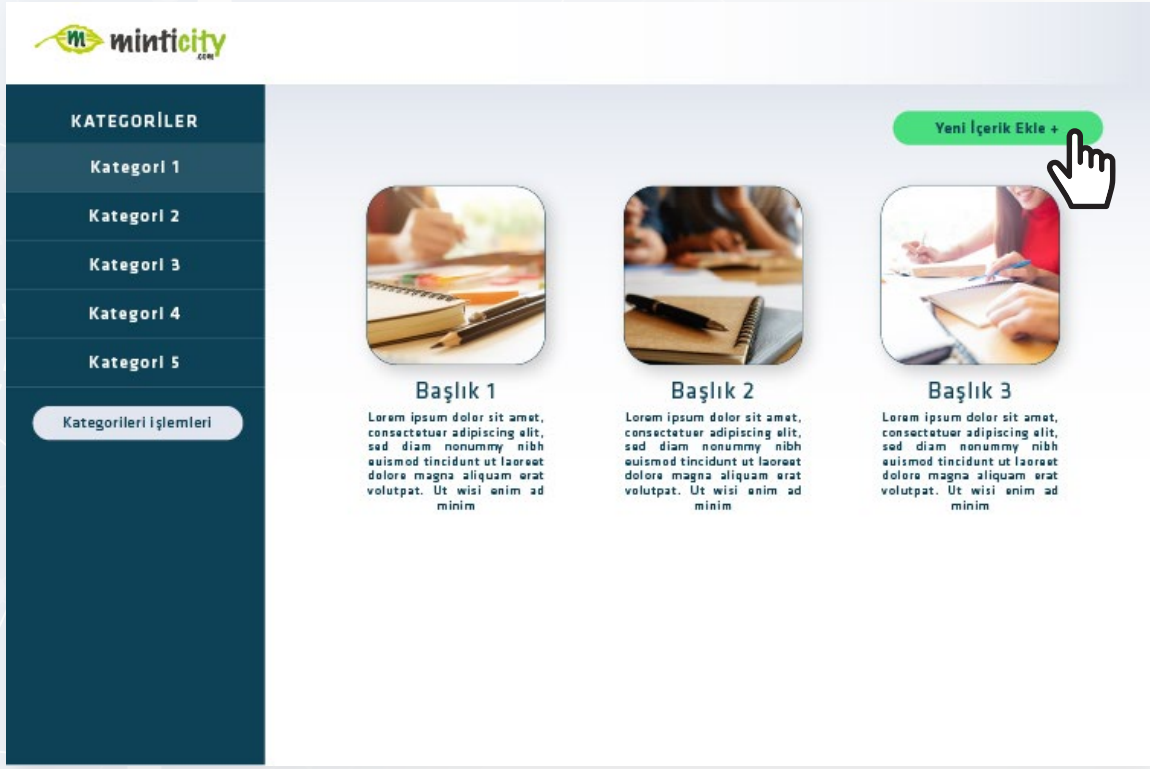 m minticity
.com
KATEGORİLER
Kategori 1
Kategori 2
Kategori 3
Kategori 4
Kategori 5
Kategorileri işlemleri
Yeni İçerik Ekle +
Başlık 1
Lorem ipsum dolor sit amet,
consectetuer adipiscing elit,
sed diam nonummy nibh
euismod tincidunt ut laoreet
dolore magna aliquam erat
volutpat. Ut wisi enim ad
minim
Başlık 2
Lorem ipsum dolor sit amet,
consectetuer adipiscing elit,
sed diam nonummy nibh
euismod tincidunt ut laoreet
dolore magna aliquam erat
volutpat. Ut wisi enim ad
minim
Başlık 3
Lorem ipsum dolor sit amet,
consectetuer adipiscing elit,
sed diam nonummy nibh
euismod tincidunt ut laoreet
dolore magna aliquam erat
volutpat. Ut wisi enim ad
minim